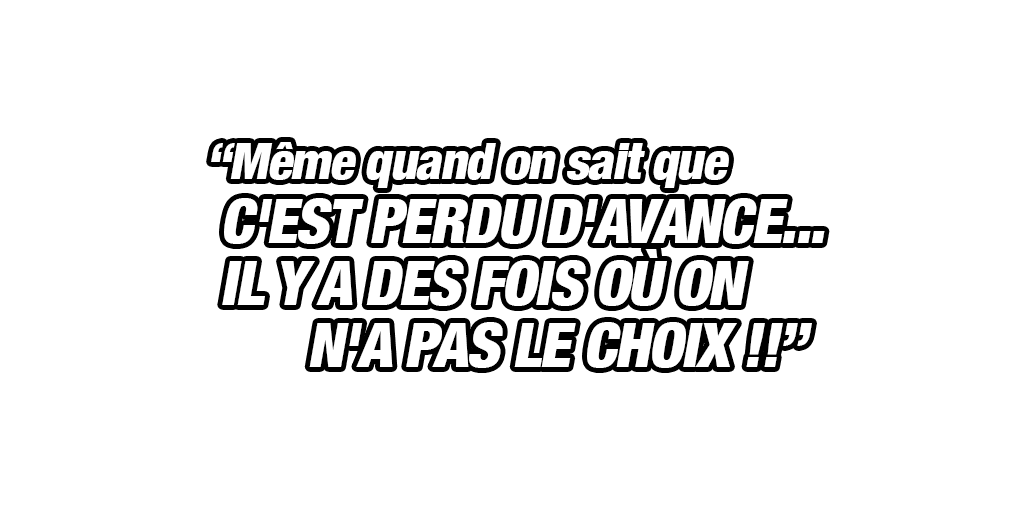 “Même quand on sait que
C'EST PERDU D'AVANCE...
IL Y A DES FOIS OÙ ON
N'A PAS LE CHOIX !!”